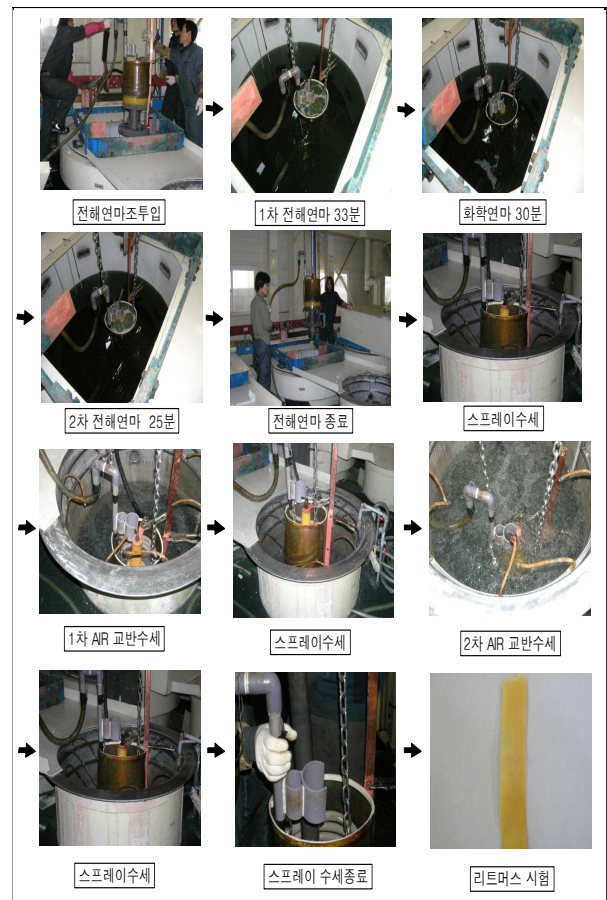 전해연마조투입
1차 전해연마 33분
화학연마 30분
2차 전해연마 25분
전해연마 종료
스프레이수세
1차 AIR 교반수세
스프레이수세
2차 AIR 교반수세
스프레이수세
스프레이 수세종료
리트머스 시험